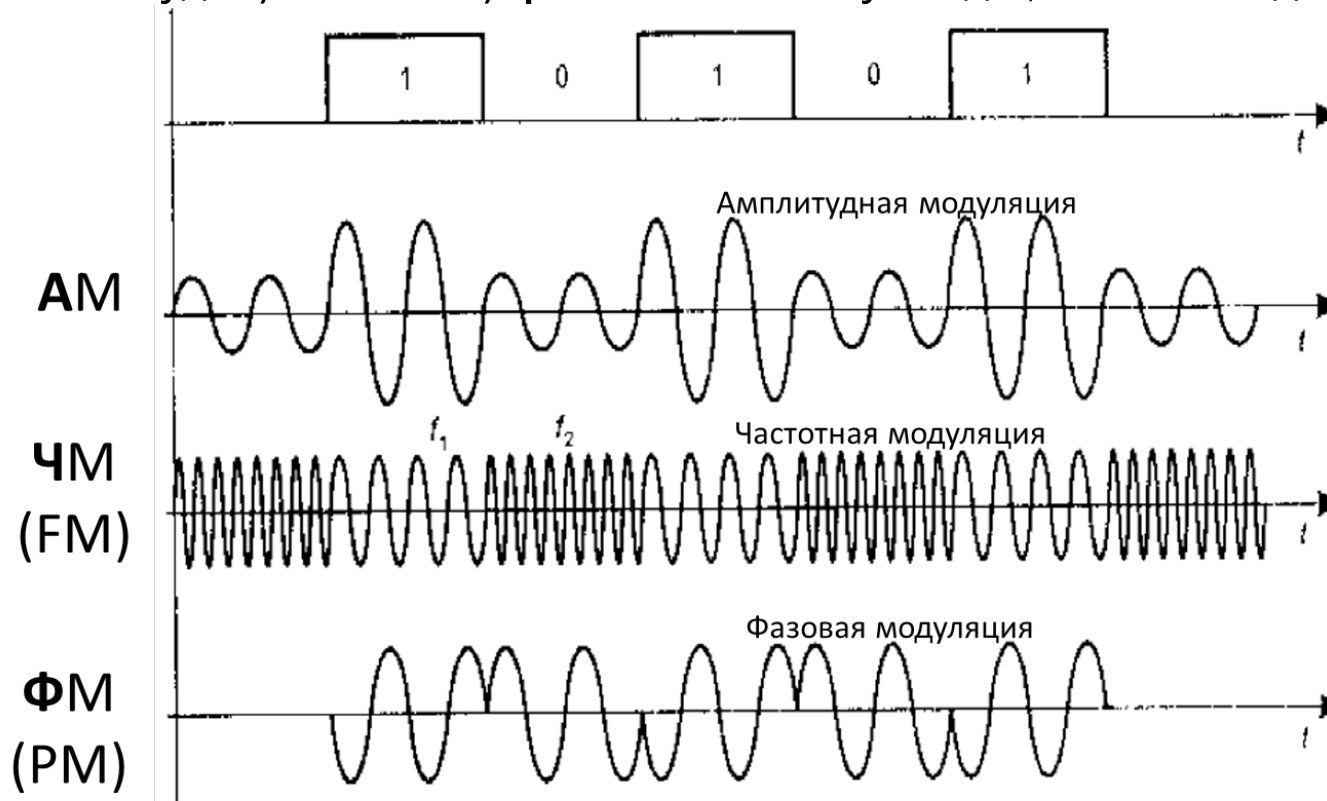 1 0 1 0 1
t
Амплитудная модуляция
АМ
t
f1 f2
Частотная модуляция
ЧМ
(FM)
t
Фазовая модуляция
ФМ
(PM)
t